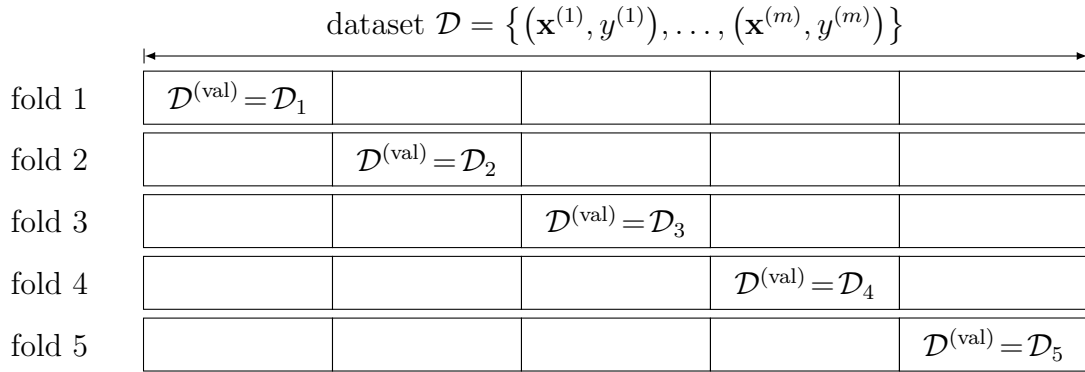 dataset 𝒟 = {(𝐱^(1), y^(1)), …, (𝐱^(m), y^(m))}
fold 1 𝒟^(val) = 𝒟₁
fold 2 𝒟^(val) = 𝒟₂
fold 3 𝒟^(val) = 𝒟₃
fold 4 𝒟^(val) = 𝒟₄
fold 5 𝒟^(val) = 𝒟₅